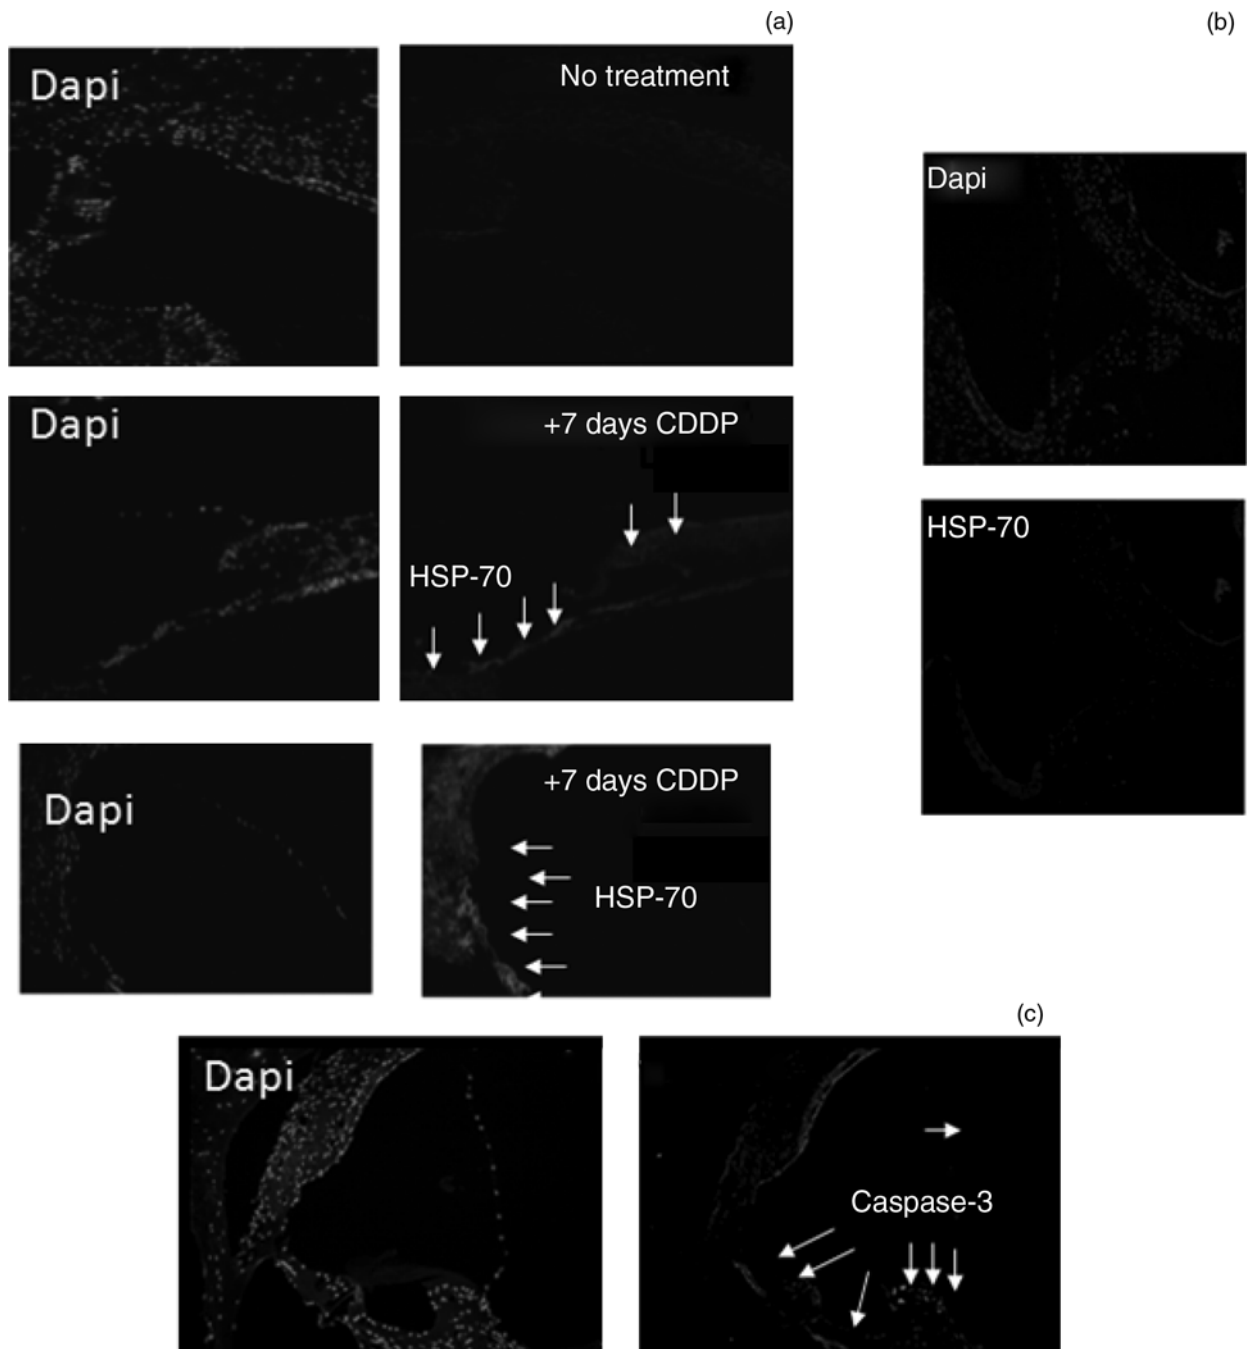 (a)
(b)
Dapi
No treatment
Dapi
Dapi
+7 days CDDP
HSP-70
HSP-70
Dapi
+7 days CDDP
HSP-70
(c)
Dapi
Caspase-3